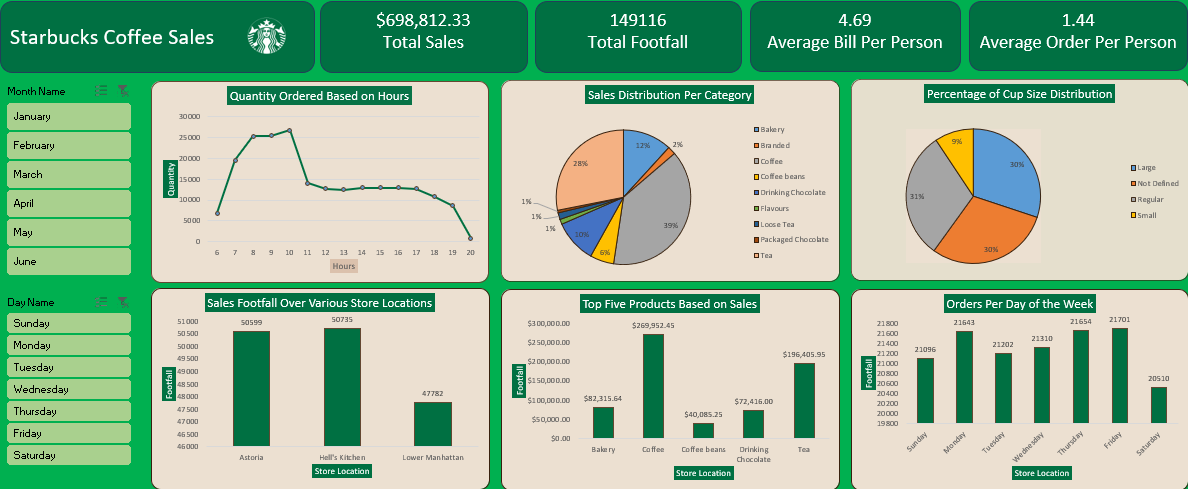 Starbucks Coffee Sales
$698,812.33
Total Sales
149116
Total Footfall
4.69
Average Bill Per Person
1.44
Average Order Per Person
Month Name
January
February
March
April
May
June
Day Name
Sunday
Monday
Tuesday
Wednesday
Thursday
Friday
Saturday
Quantity Ordered Based on Hours
Quantity
30000
25000
20000
15000
10000
5000
0
6 7 8 9 10 11 12 13 14 15 16 17 18 19 20
Hours
Sales Distribution Per Category
12%
2%
39%
6%
10%
1%
1%
1%
28%
Bakery
Branded
Coffee
Coffee beans
Drinking Chocolate
Flavours
Loose Tea
Packaged Chocolate
Tea
Percentage of Cup Size Distribution
30%
30%
31%
9%
Large
Not Defined
Regular
Small
Sales Footfall Over Various Store Locations
Footfall
51000
50500
50000
49500
49000
48500
48000
47500
47000
46500
46000
50599
50735
47782
Astoria
Hell's Kitchen
Lower Manhattan
Store Location
Top Five Products Based on Sales
Footfall
$300,000.00
$250,000.00
$200,000.00
$150,000.00
$100,000.00
$50,000.00
$0.00
$82,315.64
$269,952.45
$40,085.25
$72,416.00
$196,405.95
Bakery
Coffee
Coffee beans
Drinking
Chocolate
Tea
Store Location
Orders Per Day of the Week
Footfall
21800
21600
21400
21200
21000
20800
20600
20400
20200
20000
19800
21096
21643
21202
21310
21654
21701
20510
Sunday
Monday
Tuesday
Wednesday
Thursday
Friday
Saturday
Store Location